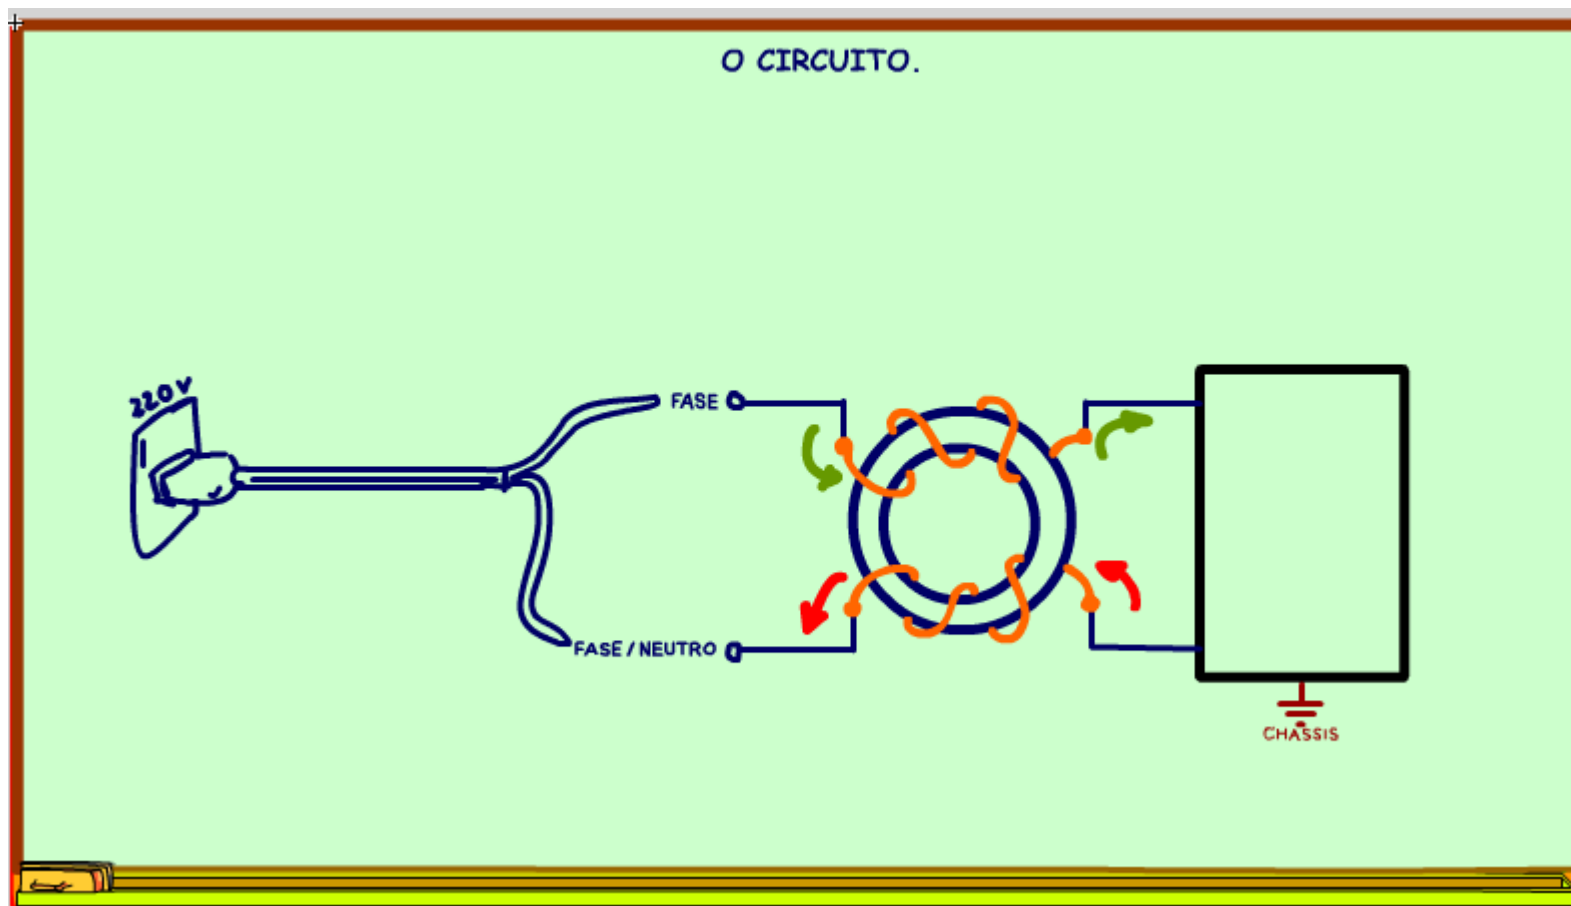 O CIRCUITO.
220V
FASE
FASE / NEUTRO
CHASSIS